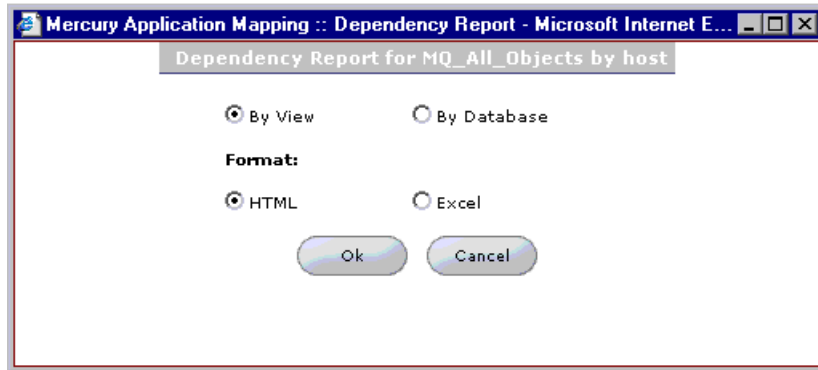 Mercury Application Mapping :: Dependency Report - Microsoft Internet E...
Dependency Report for MQ_All_Objects by host
By View By Database
Format:
HTML Excel
Ok Cancel